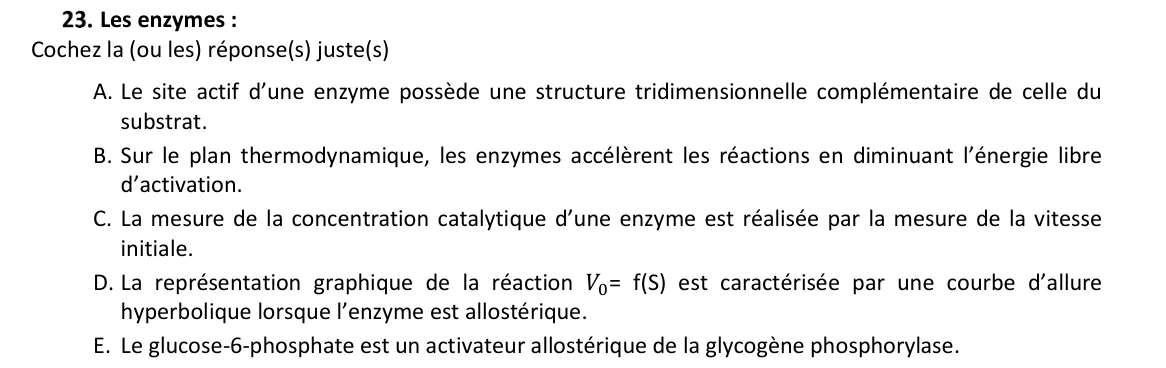 23. Les enzymes :
Cochez la (ou les) réponse(s) juste(s)
A. Le site actif d’une enzyme possède une structure tridimensionnelle complémentaire de celle du
substrat.
B. Sur le plan thermodynamique, les enzymes accélèrent les réactions en diminuant l’énergie libre
d’activation.
C. La mesure de la concentration catalytique d’une enzyme est réalisée par la mesure de la vitesse
initiale.
D. La représentation graphique de la réaction V₀= f(S) est caractérisée par une courbe d’allure
hyperbolique lorsque l’enzyme est allostérique.
E. Le glucose-6-phosphate est un activateur allostérique de la glycogène phosphorylase.